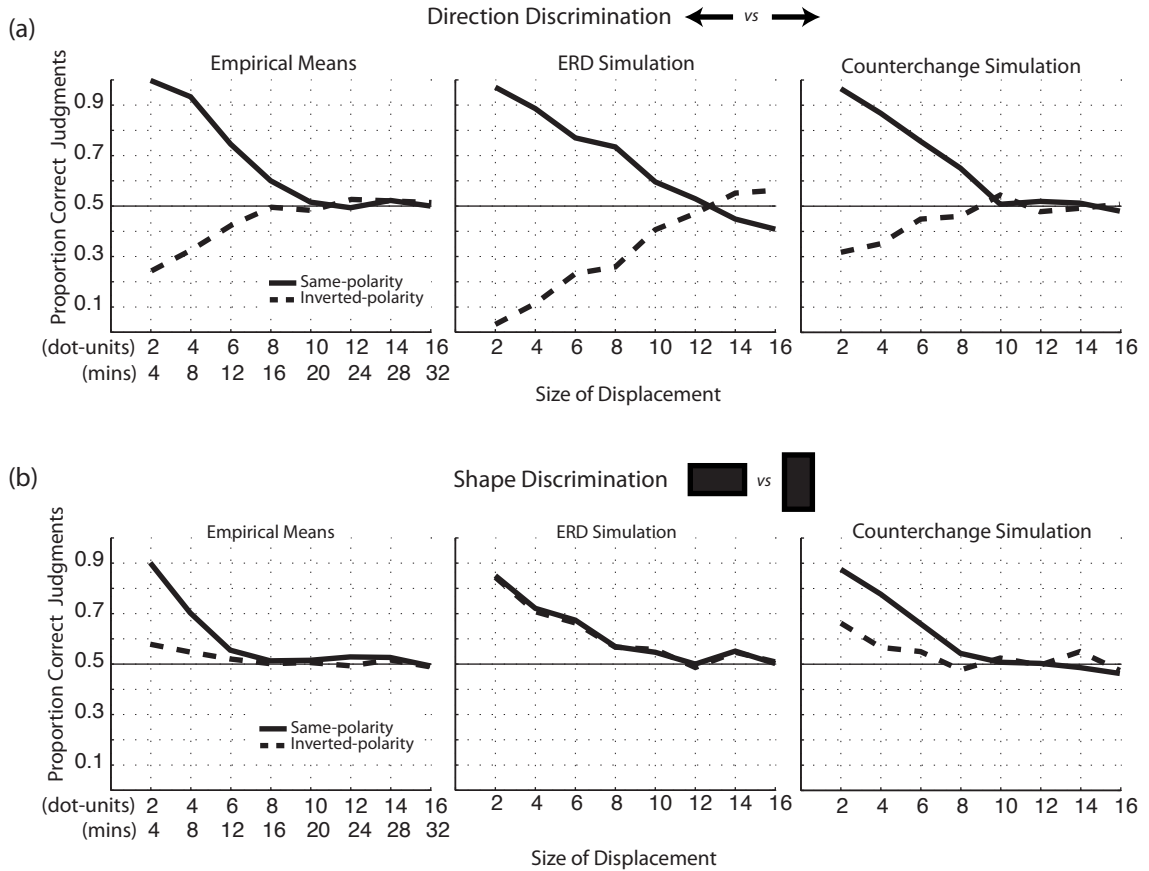 (a)
Direction Discrimination vs
Empirical Means
ERD Simulation
Counterchange Simulation
Proportion Correct Judgments
0.9
0.7
0.5
0.3
0.1
Same-polarity
Inverted-polarity
(dot-units) 2 4 6 8 10 12 14 16
(mins) 4 8 12 16 20 24 28 32
2 4 6 8 10 12 14 16
2 4 6 8 10 12 14 16
Size of Displacement
(b)
Shape Discrimination vs
Empirical Means
ERD Simulation
Counterchange Simulation
Proportion Correct Judgments
0.9
0.7
0.5
0.3
0.1
Same-polarity
Inverted-polarity
(dot-units) 2 4 6 8 10 12 14 16
(mins) 4 8 12 16 20 24 28 32
2 4 6 8 10 12 14 16
2 4 6 8 10 12 14 16
Size of Displacement